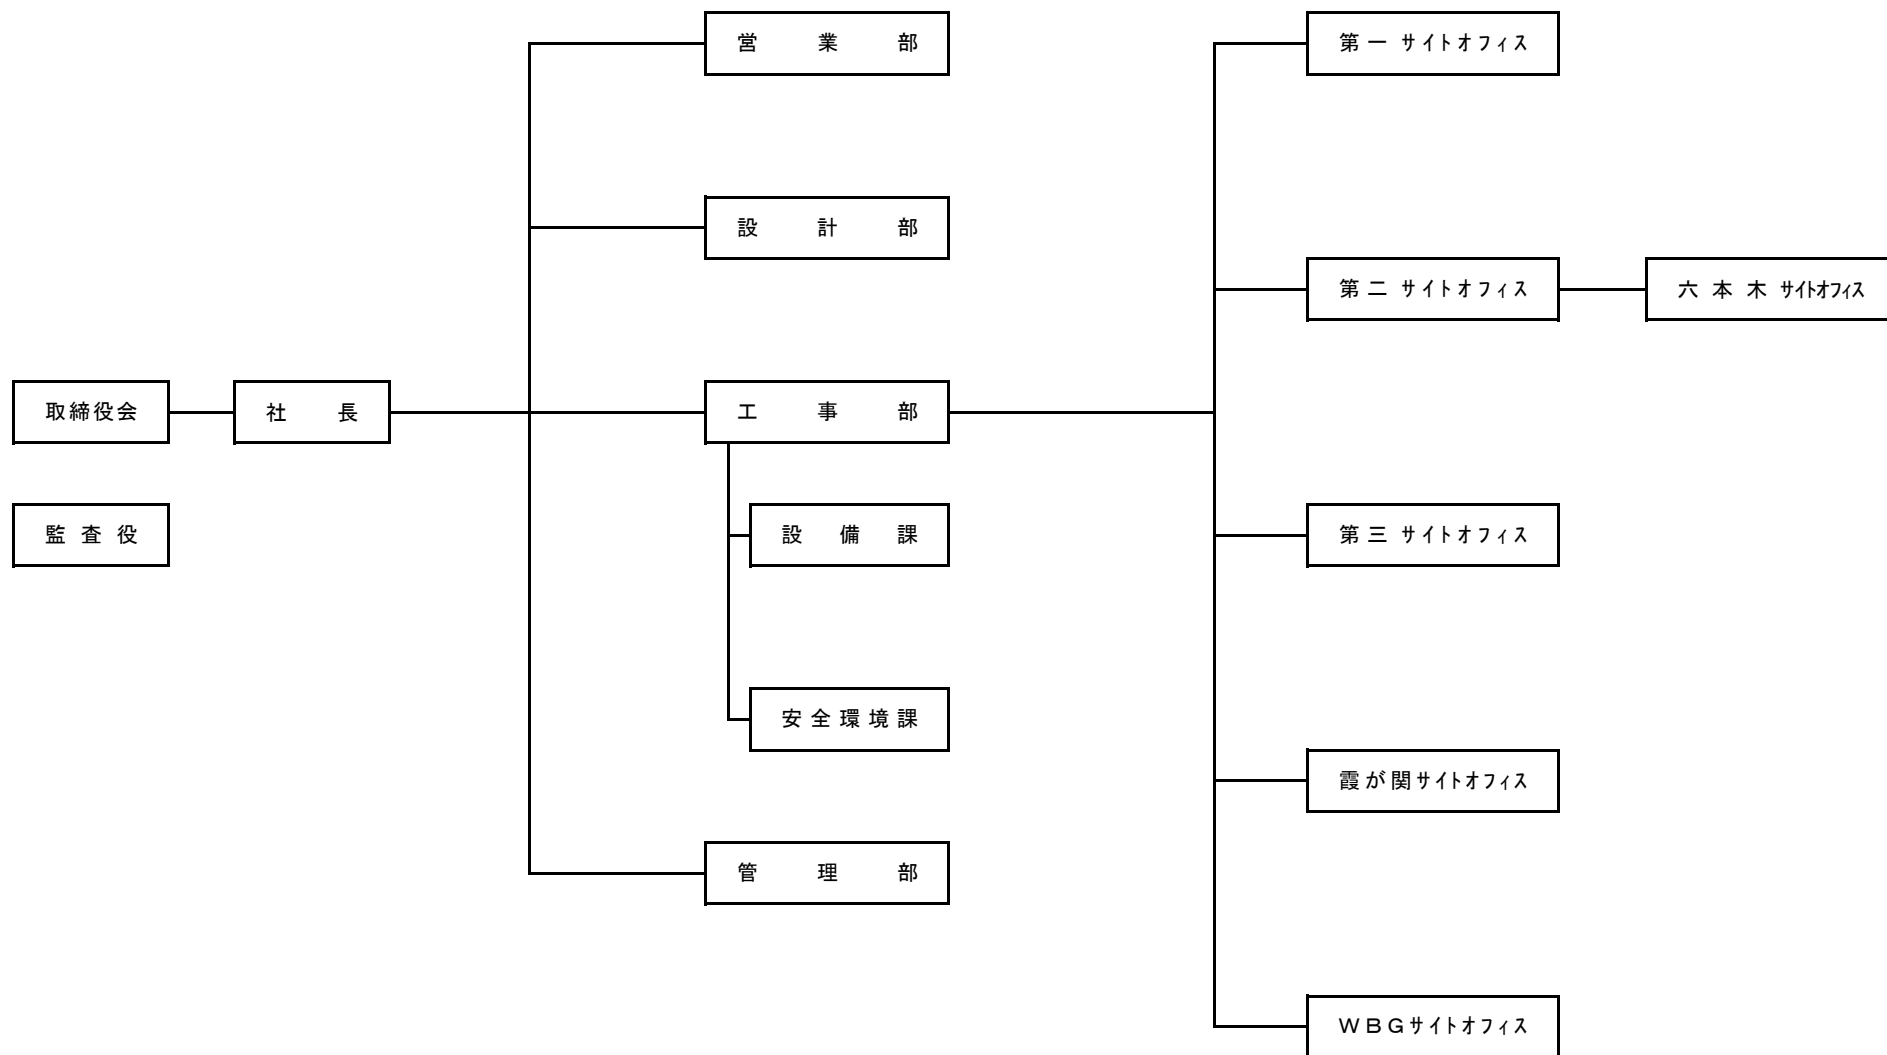 営業部
第一サイトオフィス
設計部
第二サイトオフィス
六本木サイトオフィス
取締役会
社長
工事部
監査役
設備課
第三サイトオフィス
安全環境課
霞が関サイトオフィス
管理部
ＷＢＧサイトオフィス